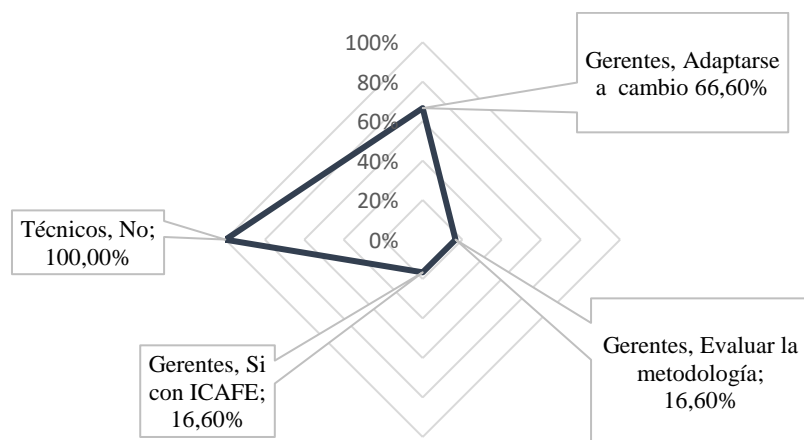 100%
80%
60%
40%
20%
0%
Gerentes, Adaptarse
a cambio 66,60%
Técnicos, No;
100,00%
Gerentes, Si
con ICAFE;
16,60%
Gerentes, Evaluar la
metodología;
16,60%